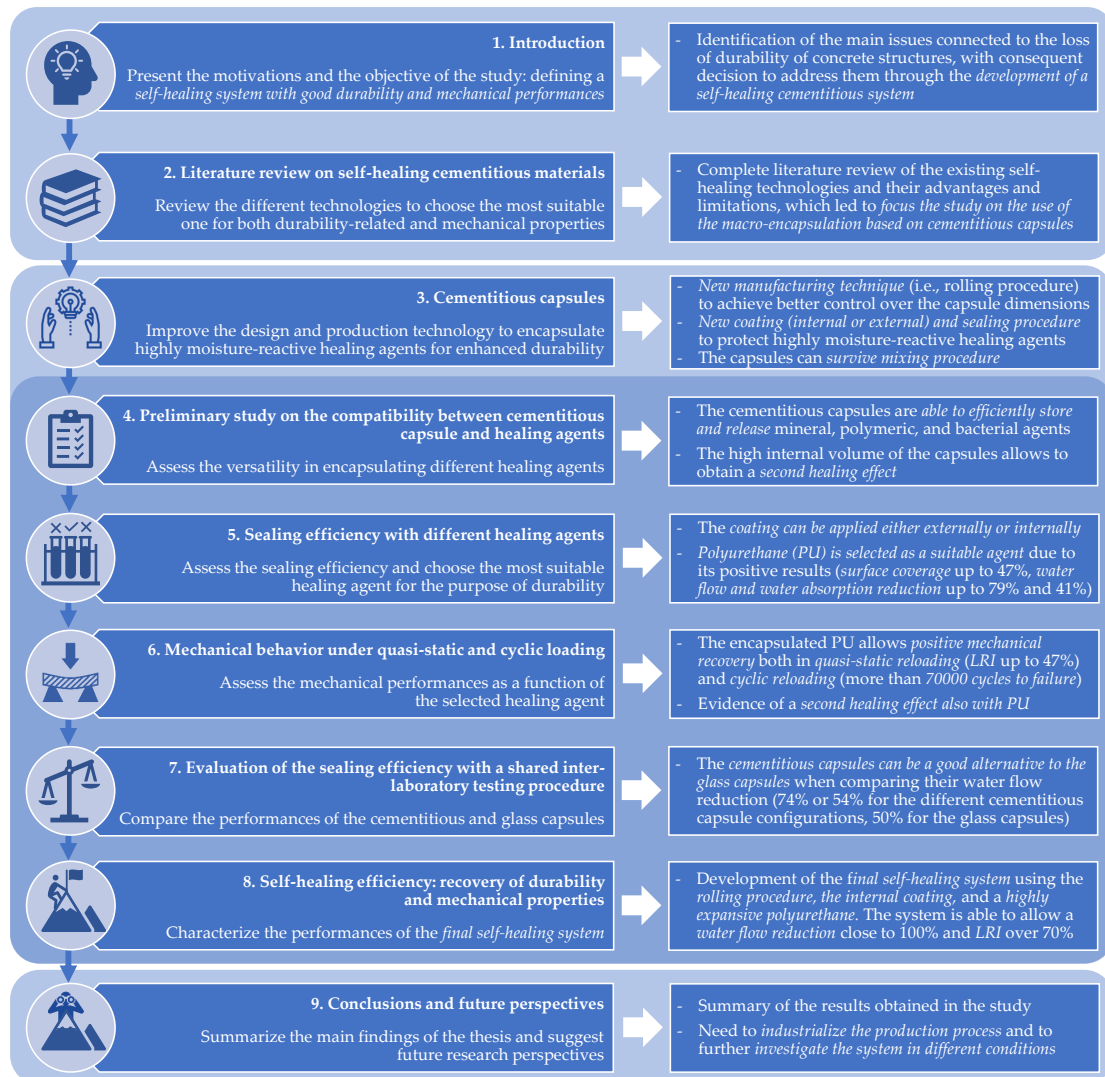 1. Introduction
Present the motivations and the objective of the study: defining a
self-healing system with good durability and mechanical performances
- Identification of the main issues connected to the loss
of durability of concrete structures, with consequent
decision to address them through the development of a
self-healing cementitious system
2. Literature review on self-healing cementitious materials
Review the different technologies to choose the most suitable
one for both durability-related and mechanical properties
- Complete literature review of the existing self-
healing technologies and their advantages and
limitations, which led to focus the study on the use of
the macro-encapsulation based on cementitious capsules
3. Cementitious capsules
Improve the design and production technology to encapsulate
highly moisture-reactive healing agents for enhanced durability
- New manufacturing technique (i.e., rolling procedure)
to achieve better control over the capsule dimensions
- New coating (internal or external) and sealing procedure
to protect highly moisture-reactive healing agents
- The capsules can survive mixing procedure
4. Preliminary study on the compatibility between cementitious
capsule and healing agents
Assess the versatility in encapsulating different healing agents
- The cementitious capsules are able to efficiently store
and release mineral, polymeric, and bacterial agents
- The high internal volume of the capsules allows to
obtain a second healing effect
5. Sealing efficiency with different healing agents
Assess the sealing efficiency and choose the most suitable
healing agent for the purpose of durability
- The coating can be applied either externally or internally
- Polyurethane (PU) is selected as a suitable agent due to
its positive results (surface coverage up to 47%, water
flow and water absorption reduction up to 79% and 41%)
6. Mechanical behavior under quasi-static and cyclic loading
Assess the mechanical performances as a function of
the selected healing agent
- The encapsulated PU allows positive mechanical
recovery both in quasi-static reloading (LRI up to 47%)
and cyclic reloading (more than 70000 cycles to failure)
- Evidence of a second healing effect also with PU
7. Evaluation of the sealing efficiency with a shared inter-
laboratory testing procedure
Compare the performances of the cementitious and glass capsules
- The cementitious capsules can be a good alternative to the
glass capsules when comparing their water flow
reduction (74% or 54% for the different cementitious
capsule configurations, 50% for the glass capsules)
8. Self-healing efficiency: recovery of durability
and mechanical properties
Characterize the performances of the final self-healing system
- Development of the final self-healing system using the
rolling procedure, the internal coating, and a highly
expansive polyurethane. The system is able to allow a
water flow reduction close to 100% and LRI over 70%
9. Conclusions and future perspectives
Summarize the main findings of the thesis and suggest
future research perspectives
- Summary of the results obtained in the study
- Need to industrialize the production process and to
further investigate the system in different conditions